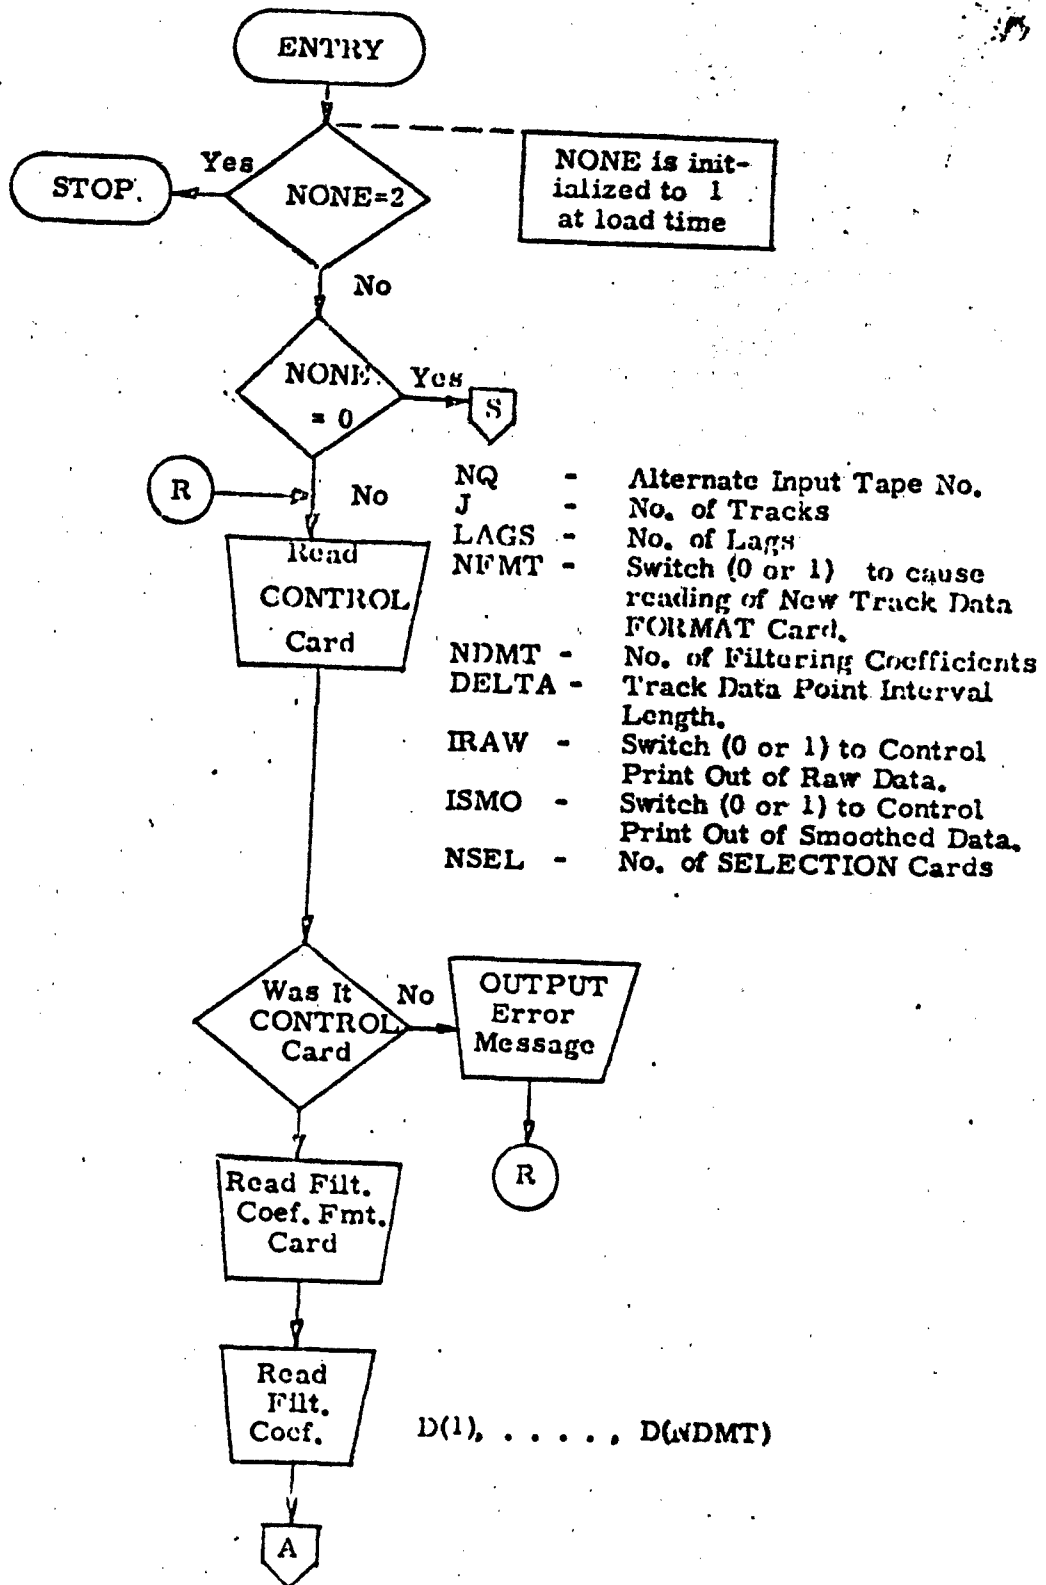 ENTRY
Yes
STOP.
NONE=2
NONE is init-
ialized to 1
at load time
No
NONE
= 0
Yes
S
R
No
Read
CONTROL
Card
NQ - Alternate Input Tape No.
J - No. of Tracks
LAGS - No. of Lags
NFMT - Switch (0 or 1) to cause
reading of New Track Data
FORMAT Card.
NDMT - No. of Filtering Coefficients
DELTA - Track Data Point Interval
Length.
IRAW - Switch (0 or 1) to Control
Print Out of Raw Data.
ISMO - Switch (0 or 1) to Control
Print Out of Smoothed Data.
NSEL - No. of SELECTION Cards
Was It
CONTROL
Card
No
OUTPUT
Error
Message
R
Read Filt.
Coef. Fmt.
Card
Read
Filt.
Coef.
D(1), . . . . , D(NDMT)
A